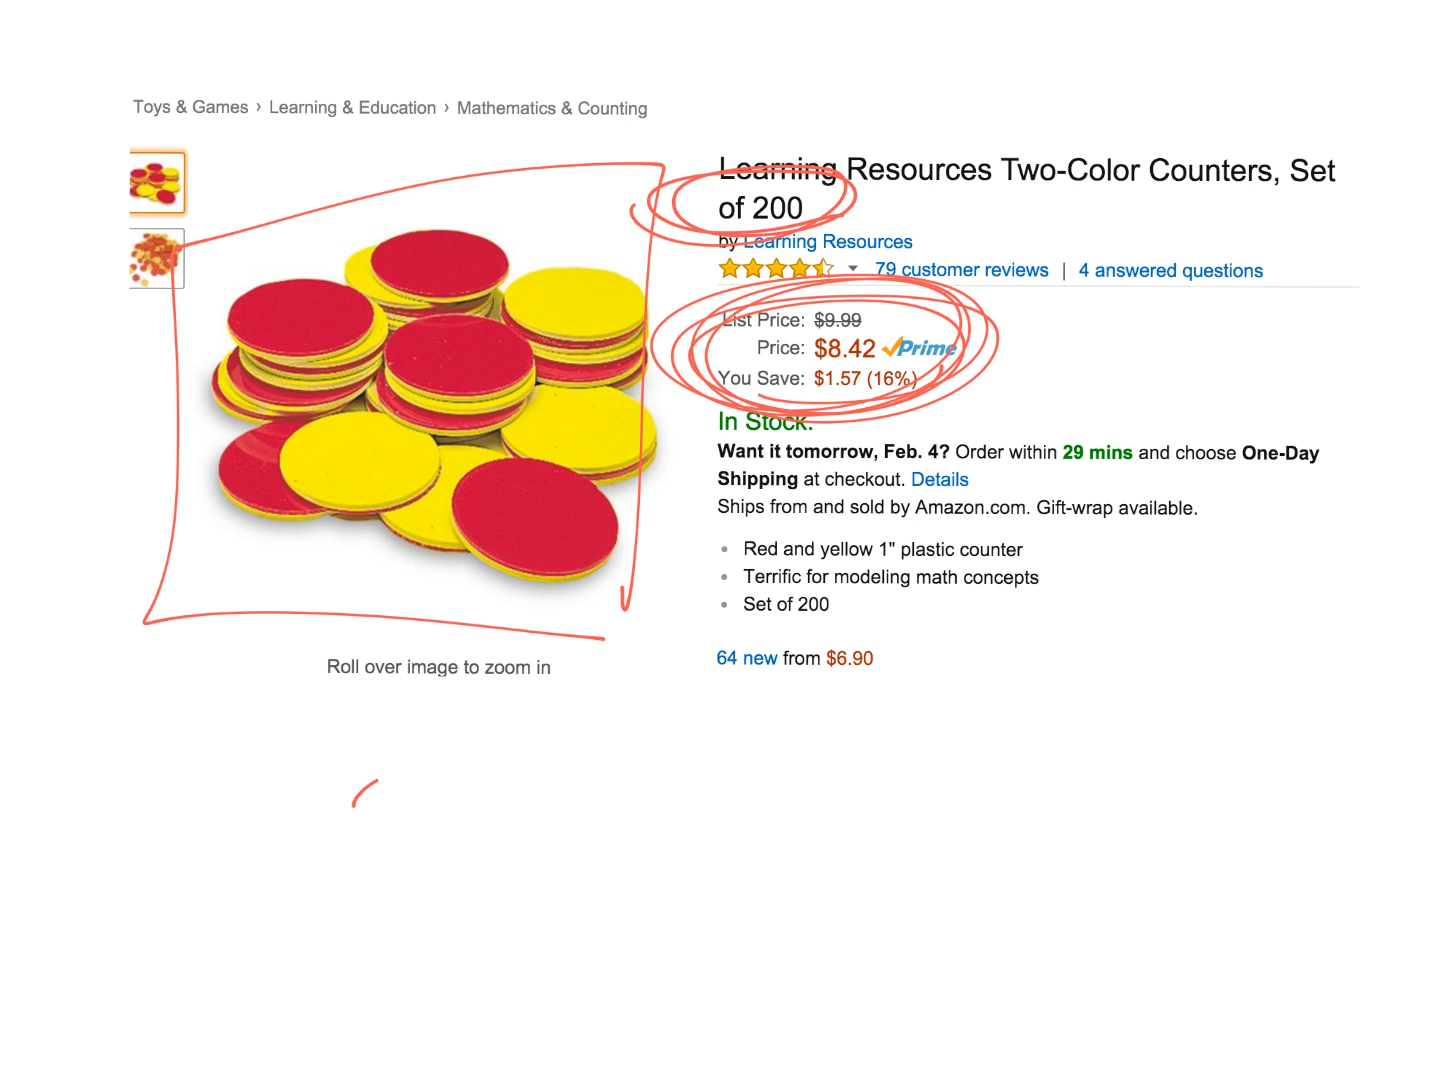 Toys & Games › Learning & Education › Mathematics & Counting
Learning Resources Two-Color Counters, Set
of 200
by Learning Resources
79 customer reviews | 4 answered questions
List Price: $9.99
Price: $8.42 Prime
You Save: $1.57 (16%)
In Stock.
Want it tomorrow, Feb. 4? Order within 29 mins and choose One-Day
Shipping at checkout. Details
Ships from and sold by Amazon.com. Gift-wrap available.
• Red and yellow 1" plastic counter
• Terrific for modeling math concepts
• Set of 200
64 new from $6.90
Roll over image to zoom in